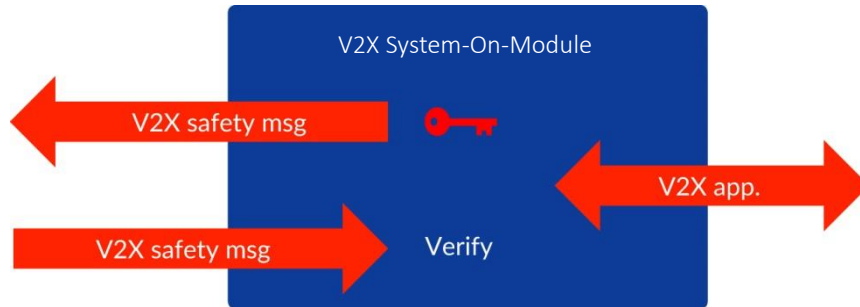 V2X System-On-Module
V2X safety msg
V2X app.
V2X safety msg
Verify